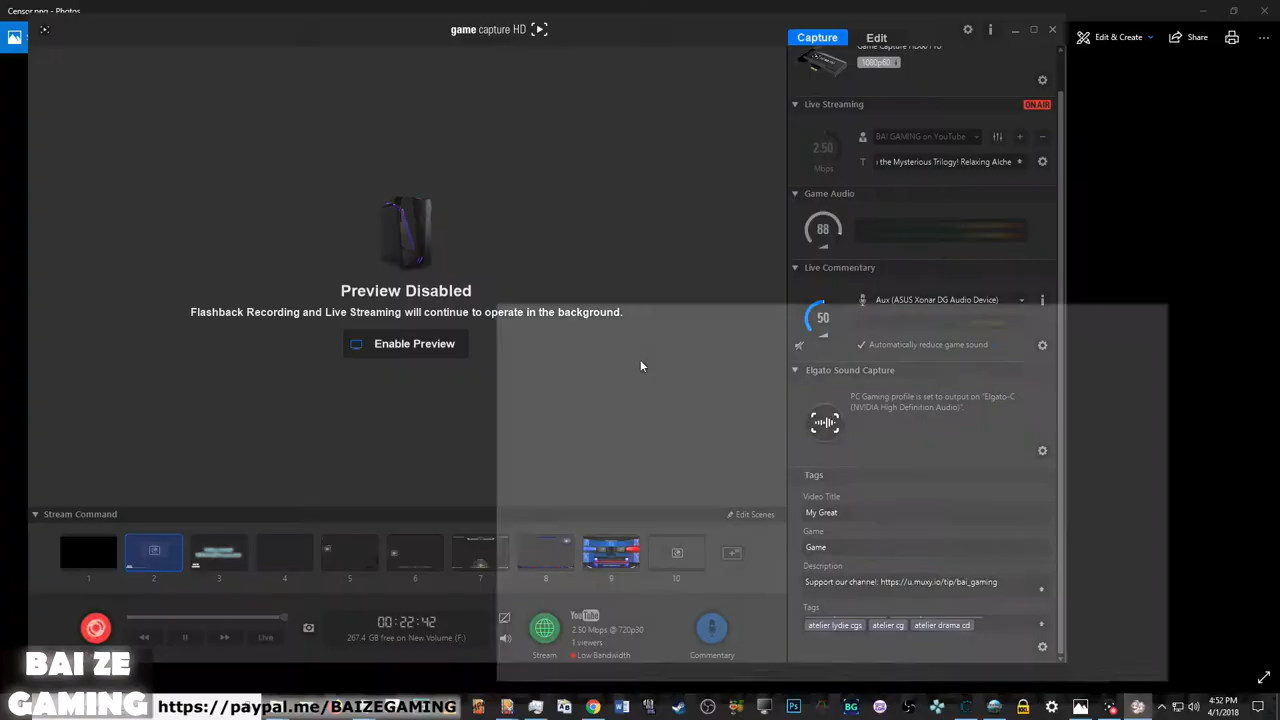 Censor.png - Photos
game capture HD
Capture Edit
Edit & Create
Share
1080p60
Live Streaming
ON AIR
2.50
Mbps
BAI GAMING on YouTube
T
the Mysterious Trilogy! Relaxing Alche
Game Audio
88
Live Commentary
Aux (ASUS Xonar DG Audio Device)
50
Automatically reduce game sound
Elgato Sound Capture
PC Gaming profile is set to output on "Elgato-C
(NVIDIA High Definition Audio)".
Preview Disabled
Flashback Recording and Live Streaming will continue to operate in the background.
Enable Preview
Tags
Video Title
My Great
Game
Game
Description
Support our channel: https://u.muxy.io/tip/bai_gaming
Tags
atelier lydie cgs atelier cg atelier drama cd
Stream Command
Edit Scenes
1 2 3 4 5 6 7 8 9 10
Live
00:22:42
267.4 GB free on New Volume (F:)
Stream
YouTube
2.50 Mbps @ 720p30
1 viewers
Low Bandwidth
Commentary
BAI ZE
GAMING
https://paypal.me/BAIZEGAMING
4:52 PM
4/1/2018